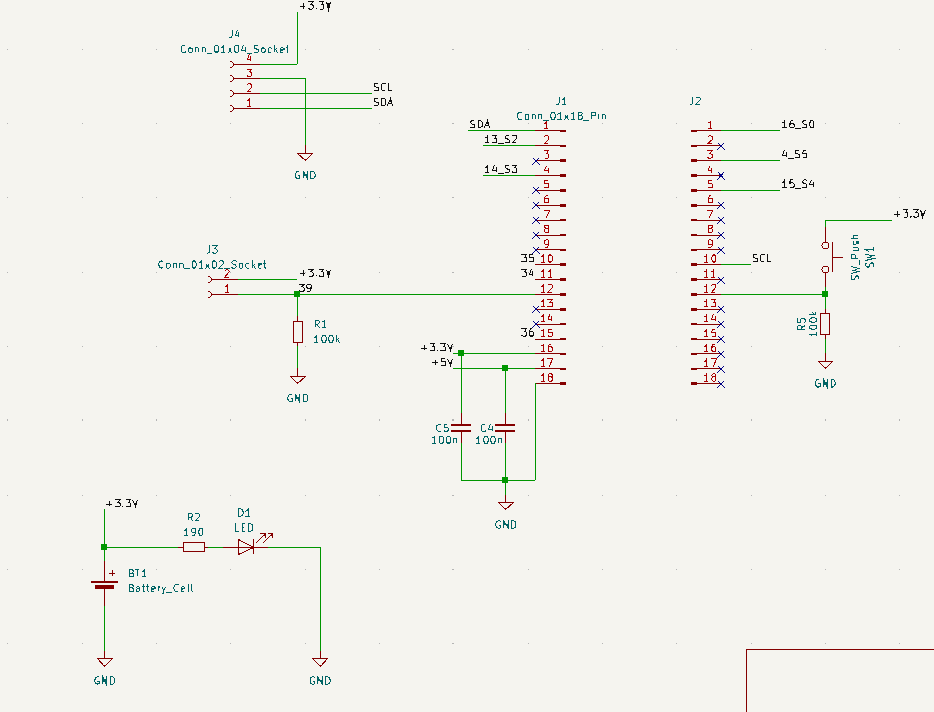 +3.3V
J4
Conn_01x04_Socket
4
3
2 SCL
1 SDA
GND
J1
Conn_01x18_Pin
SDA 1
13_S2 2
3
14_S3 4
5
6
7
8
9
35 10
34 11
12
13
14
36 15
+3.3V 16
+5V 17
18
C5
100n
C4
100n
GND
J2
1 16_S0
2
3 4_S5
4
5 15_S4
6
7
8
9
10 SCL
11
12
13
14
15
16
17
18
+3.3V
SW_Push
SW1
R5
100k
GND
J3
Conn_01x02_Socket
2 +3.3V
1 39
R1
100k
GND
+3.3V
R2
190
D1
LED
+
BT1
Battery_Cell
GND
GND